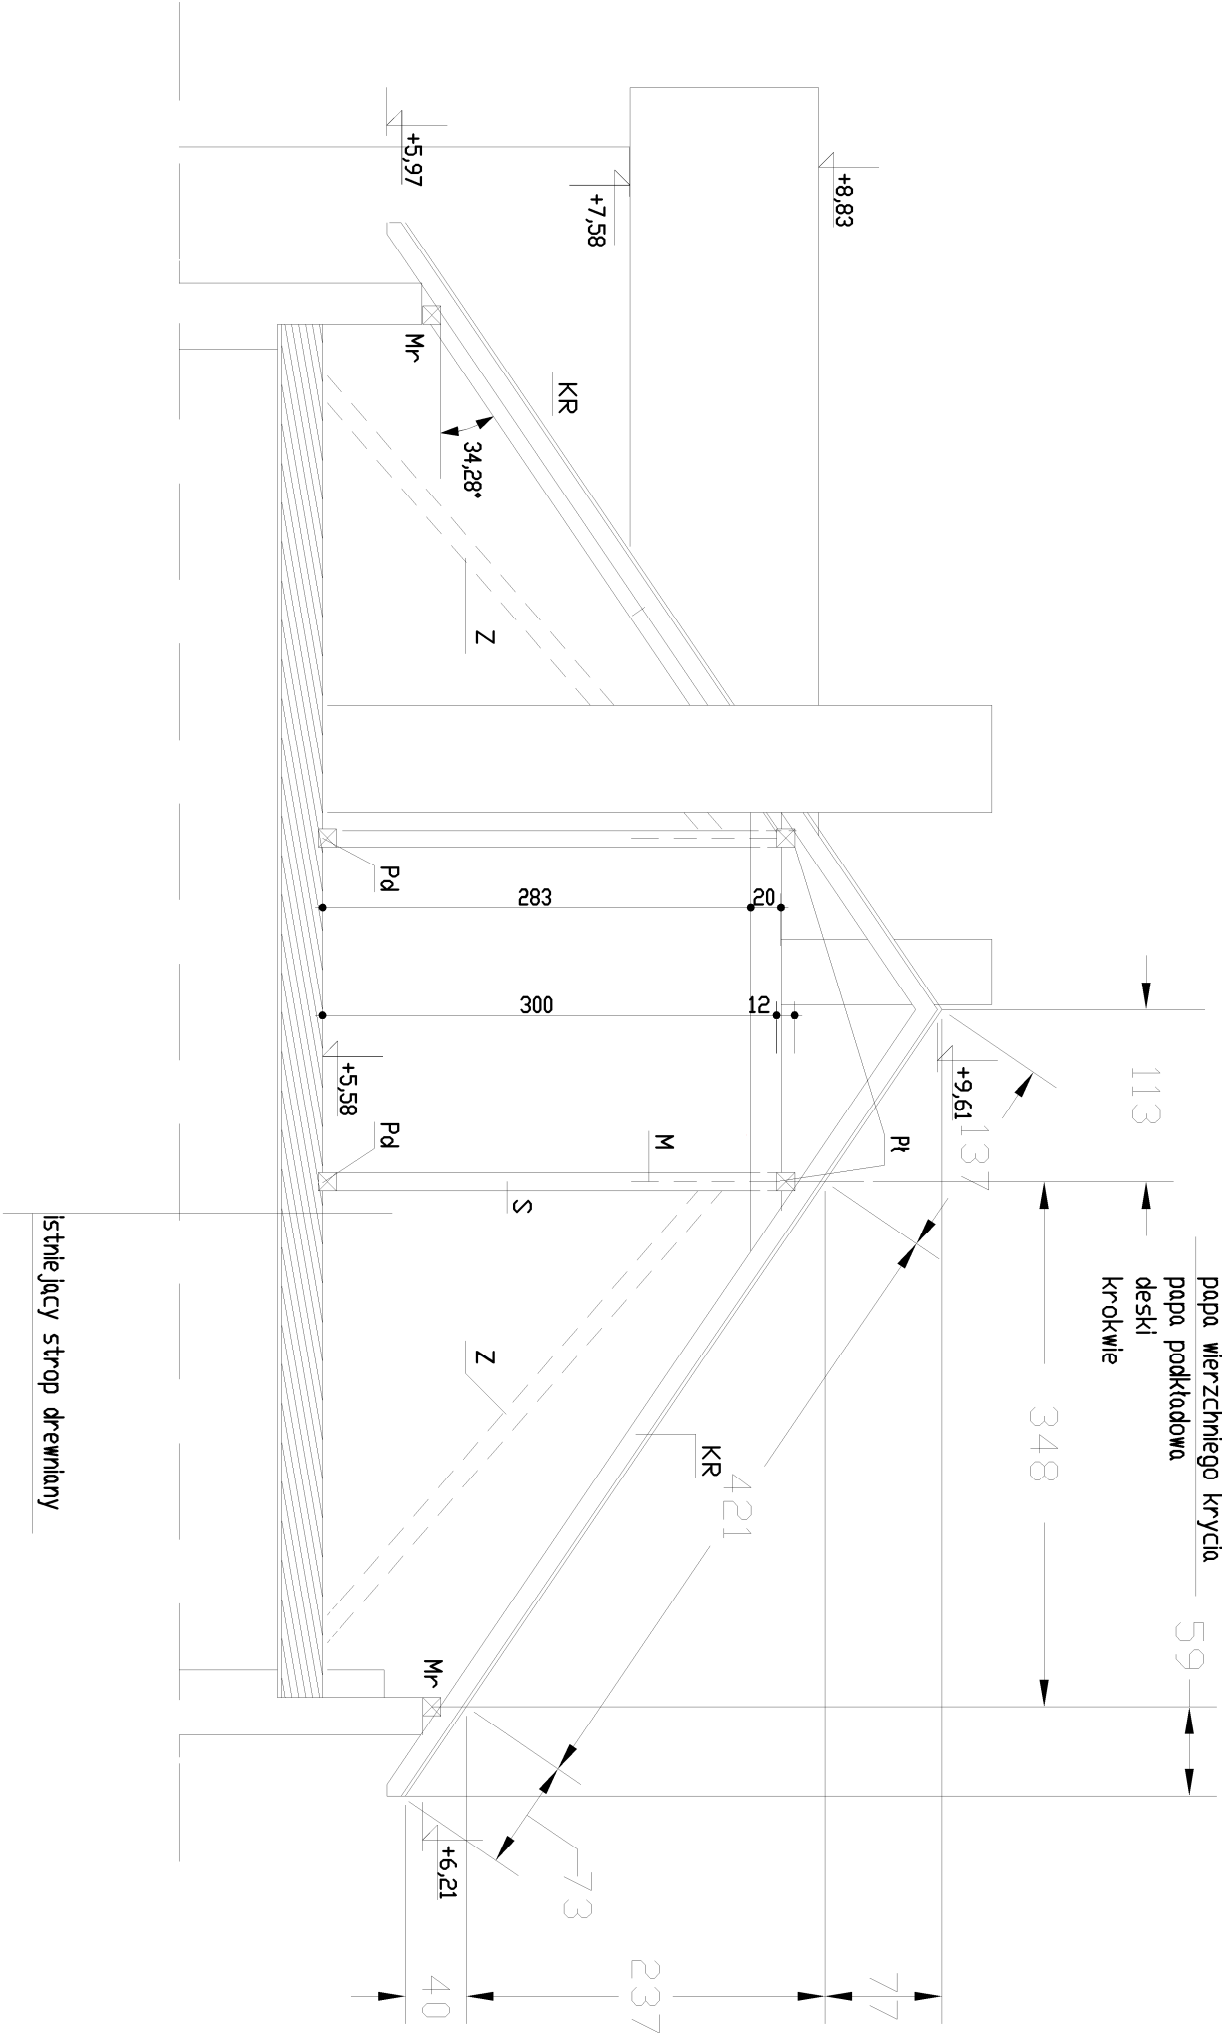 +8,83
+7,58
+5,97
Mr
KR
34,28°
Z
Pd
283
20
300
12
+5,58
+9,61
113
137
Pł
Pd
M
S
papa wierzchniego krycia
papa podkładowa
deski
krokwie
istniejący strop drewniany
348
Z
KR
421
59
Mr
+6,21
73
77
237
40